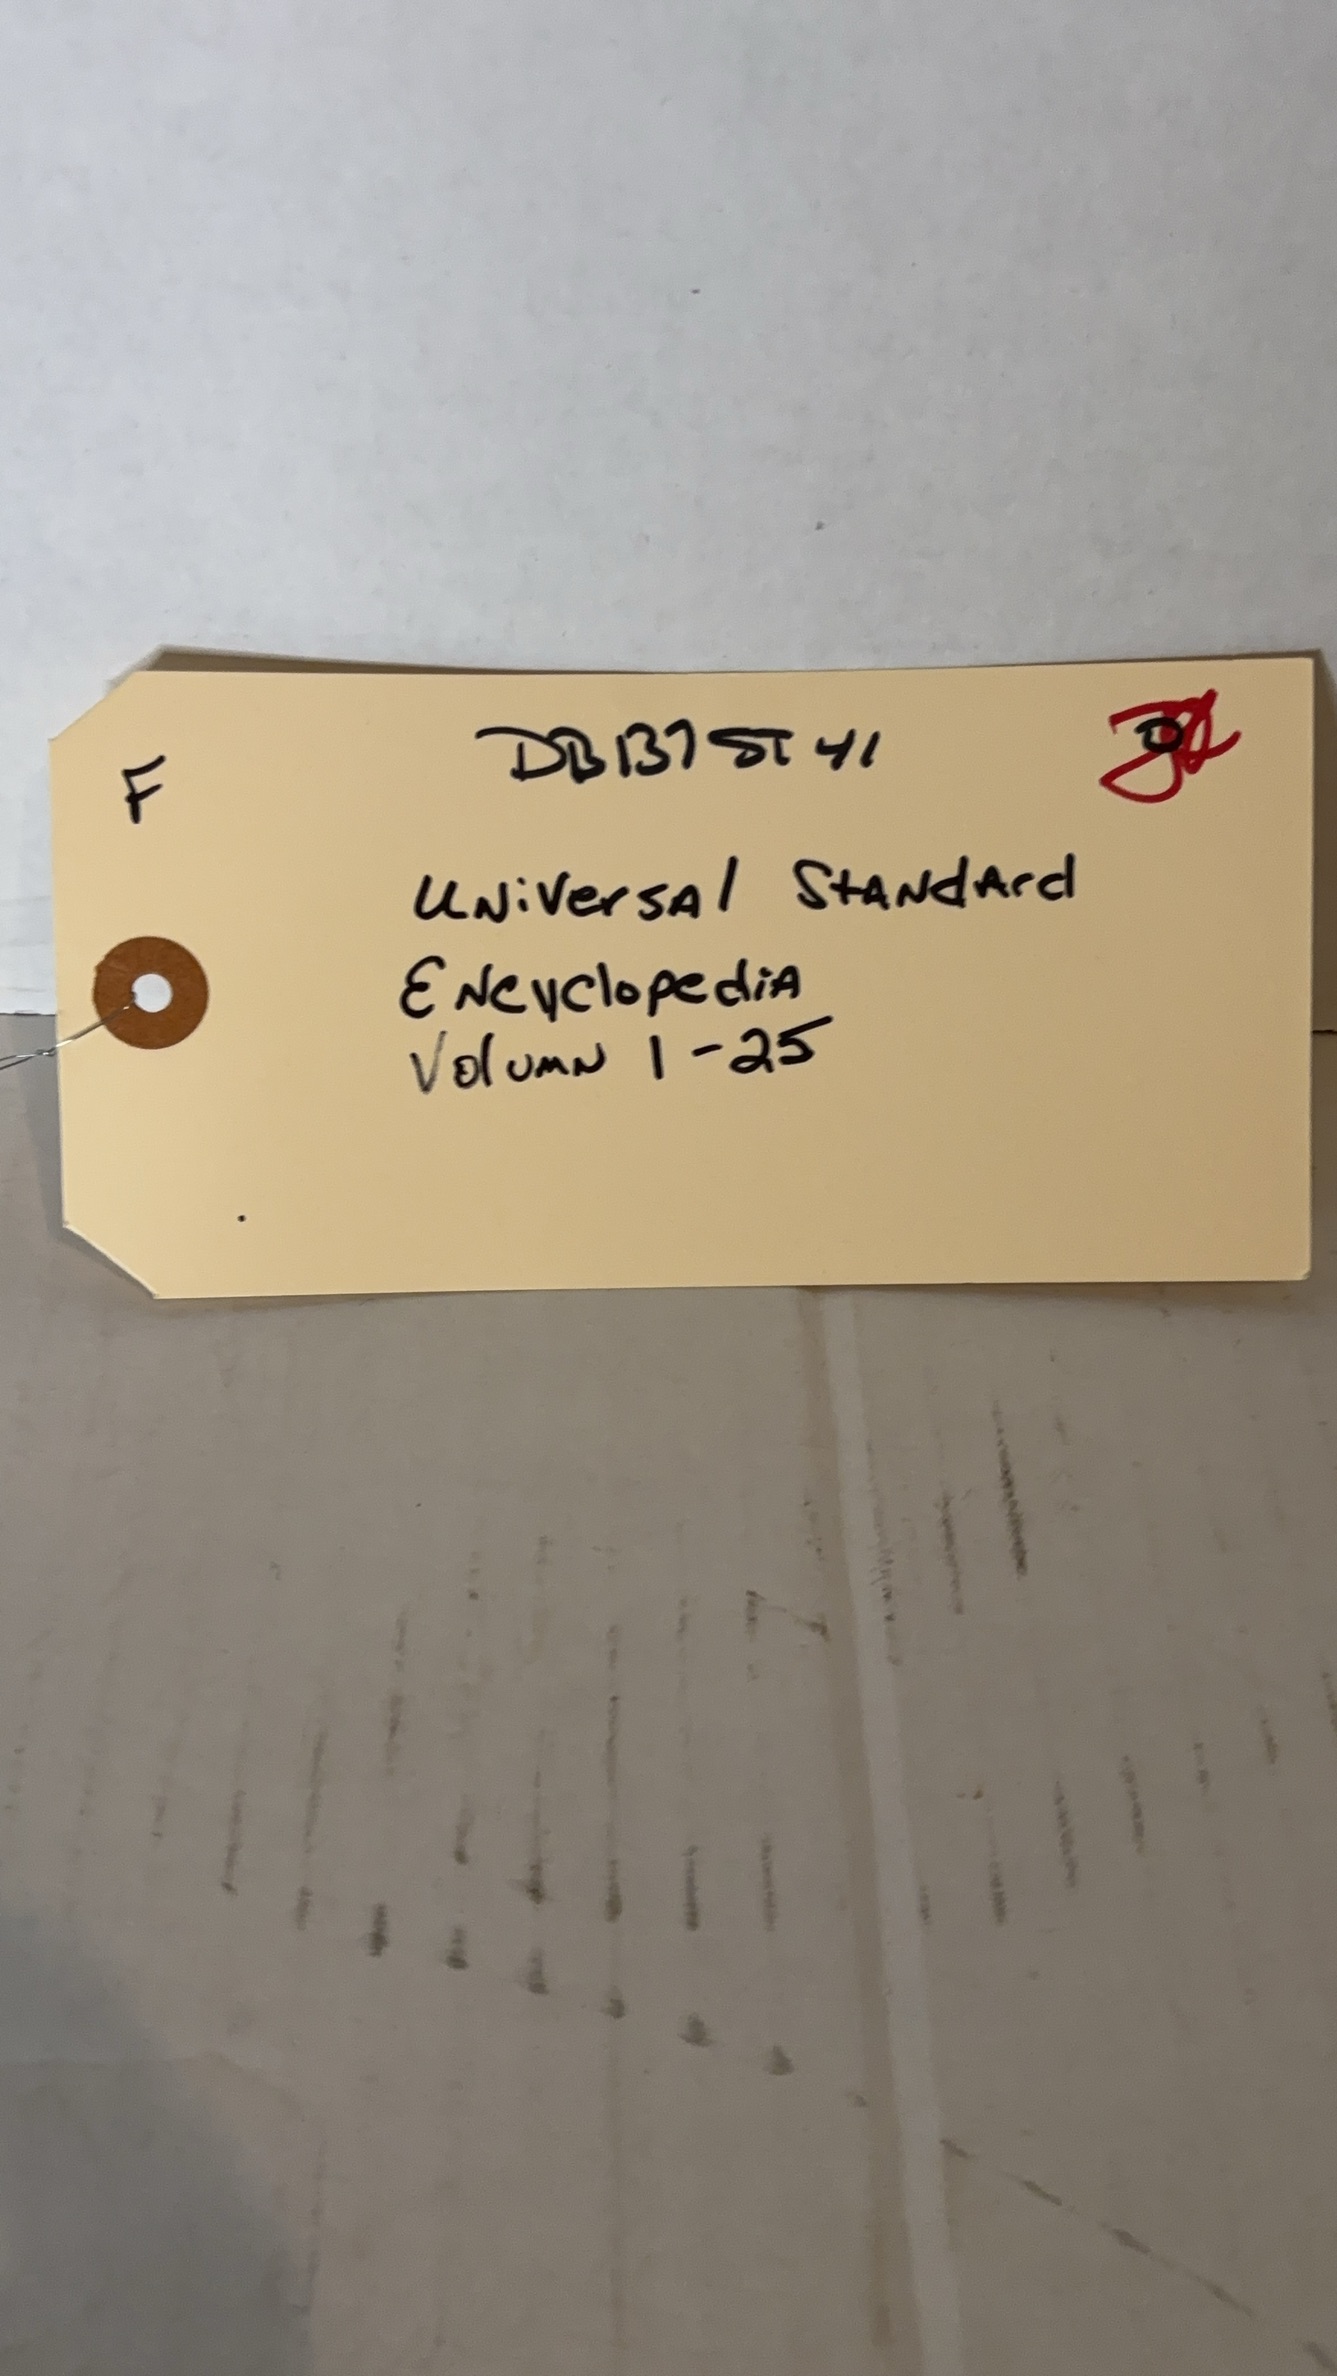 F
DB137ST41
D
Universal Standard
Encyclopedia
Volumn 1-25